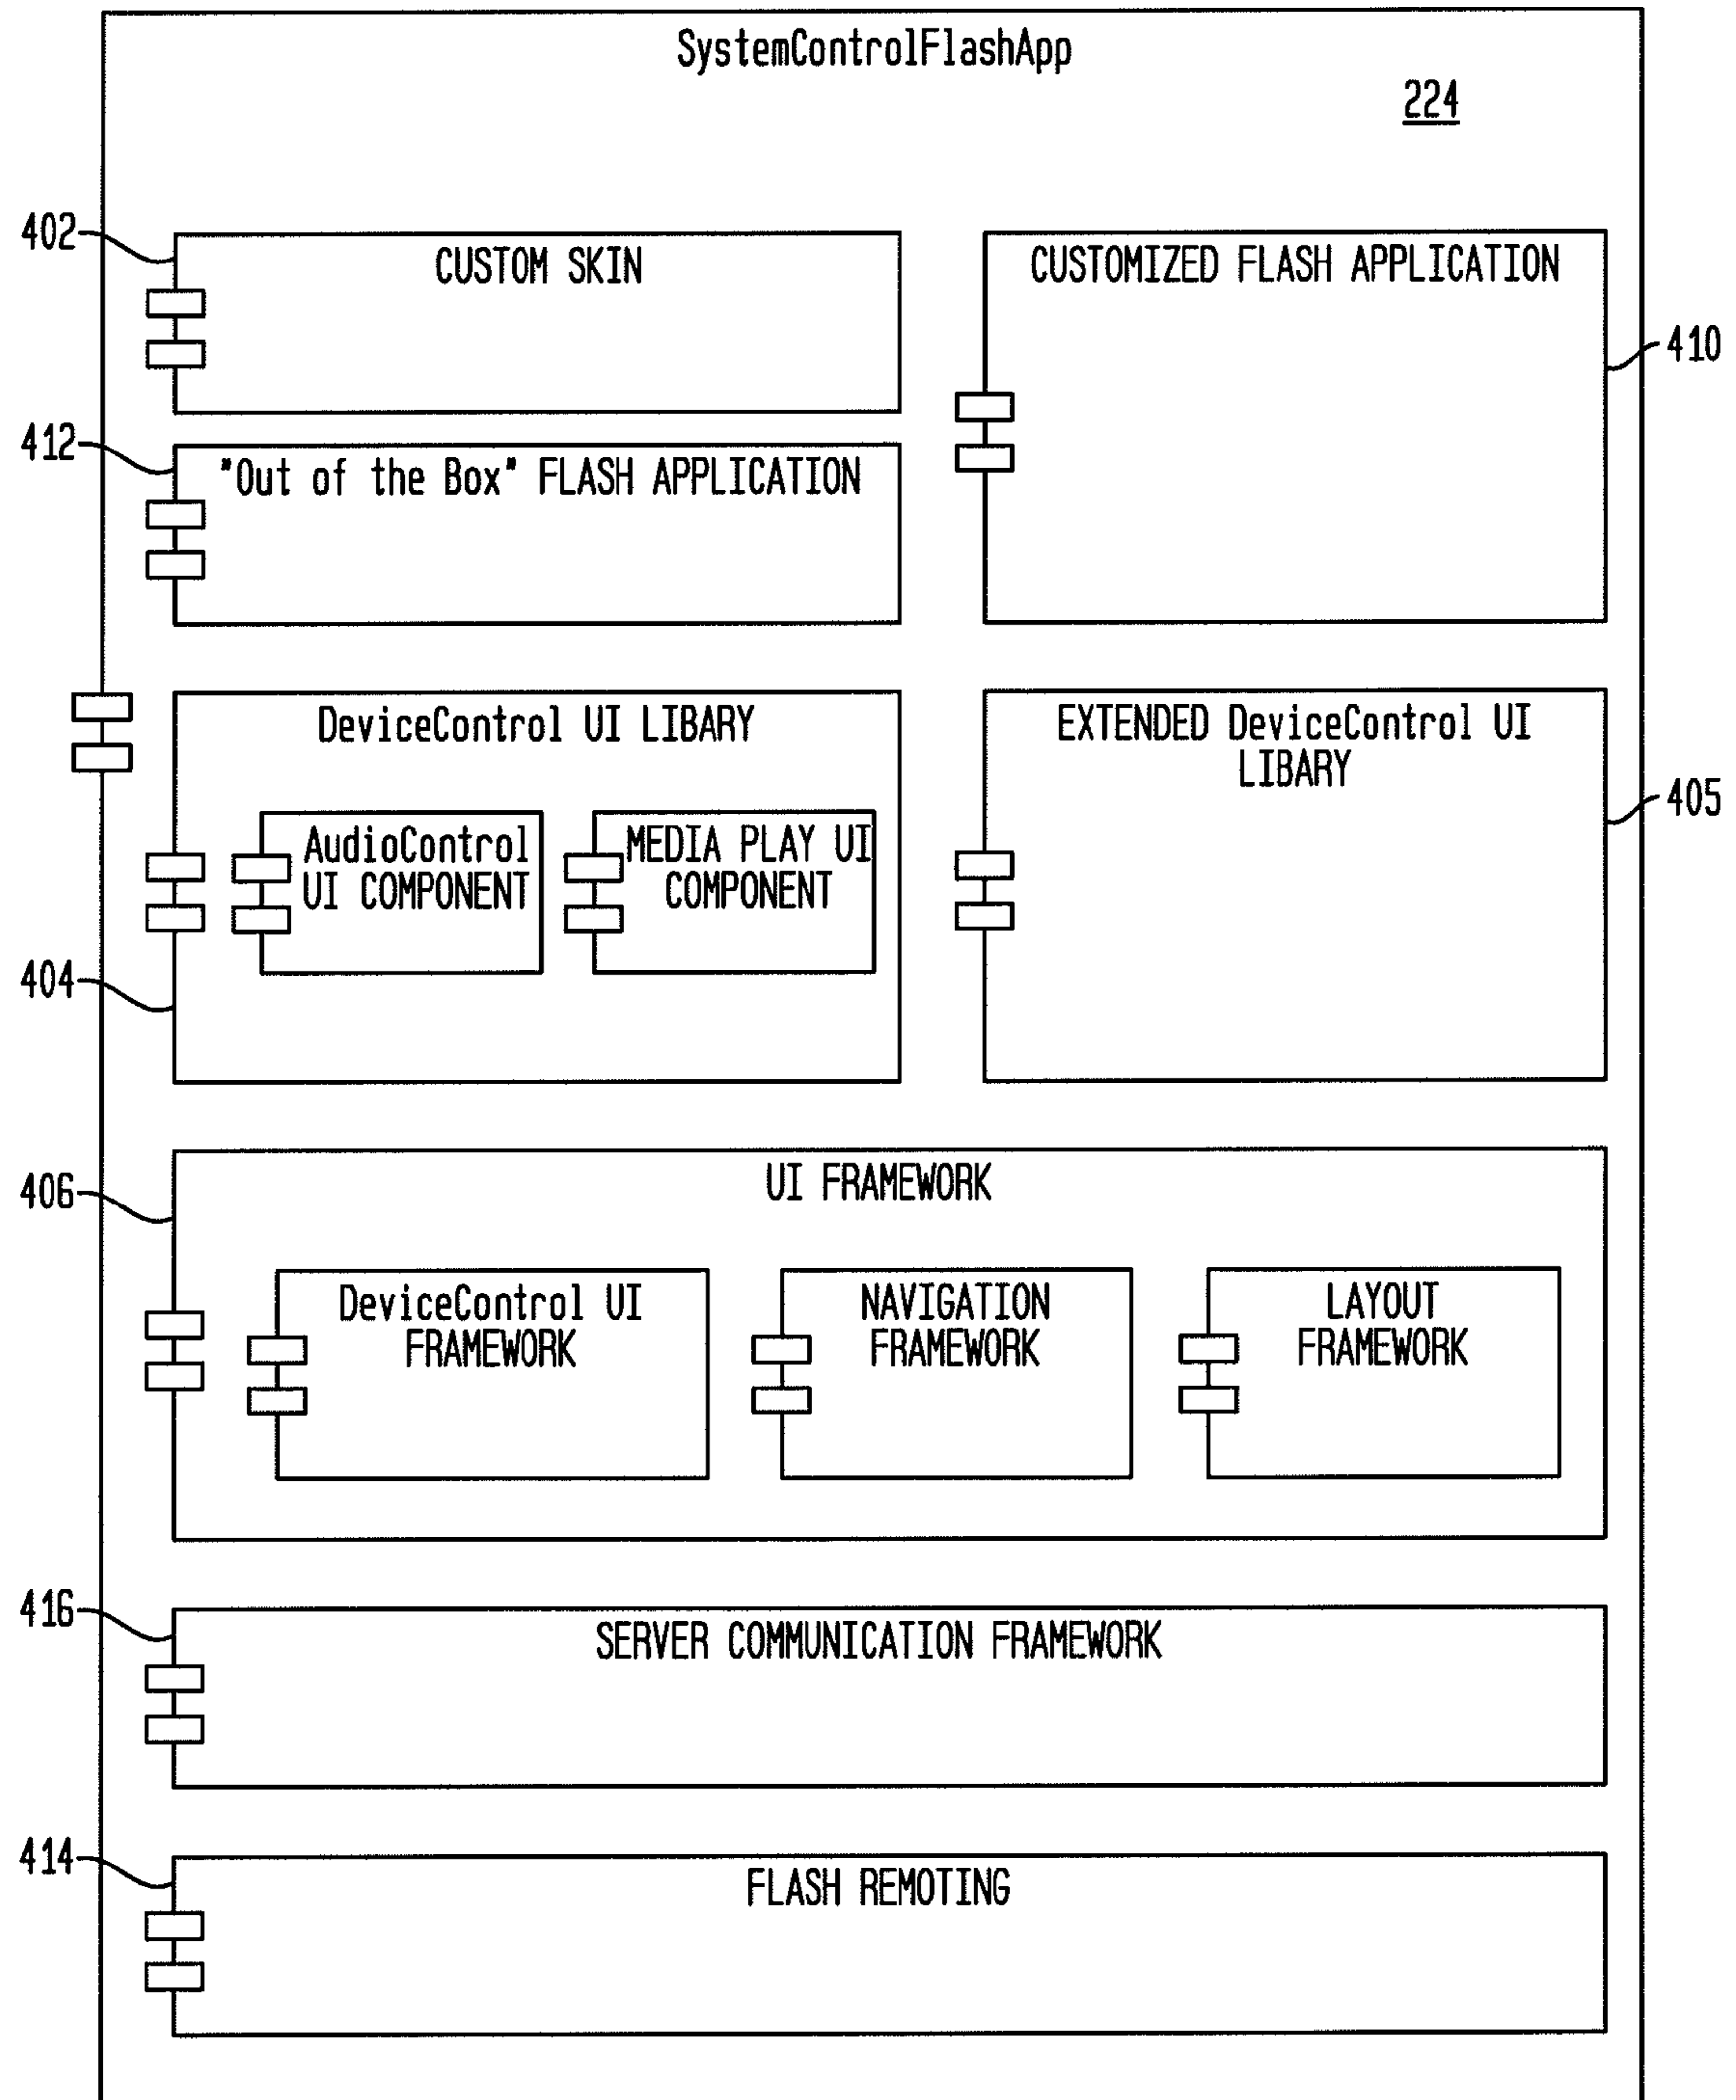 SystemControlFlashApp
224
402
CUSTOM SKIN
CUSTOMIZED FLASH APPLICATION
410
412
"Out of the Box" FLASH APPLICATION
DeviceControl UI LIBARY
EXTENDED DeviceControl UI
LIBARY
405
AudioControl
UI COMPONENT
MEDIA PLAY UI
COMPONENT
404
406
UI FRAMEWORK
DeviceControl UI
FRAMEWORK
NAVIGATION
FRAMEWORK
LAYOUT
FRAMEWORK
416
SERVER COMMUNICATION FRAMEWORK
414
FLASH REMOTING